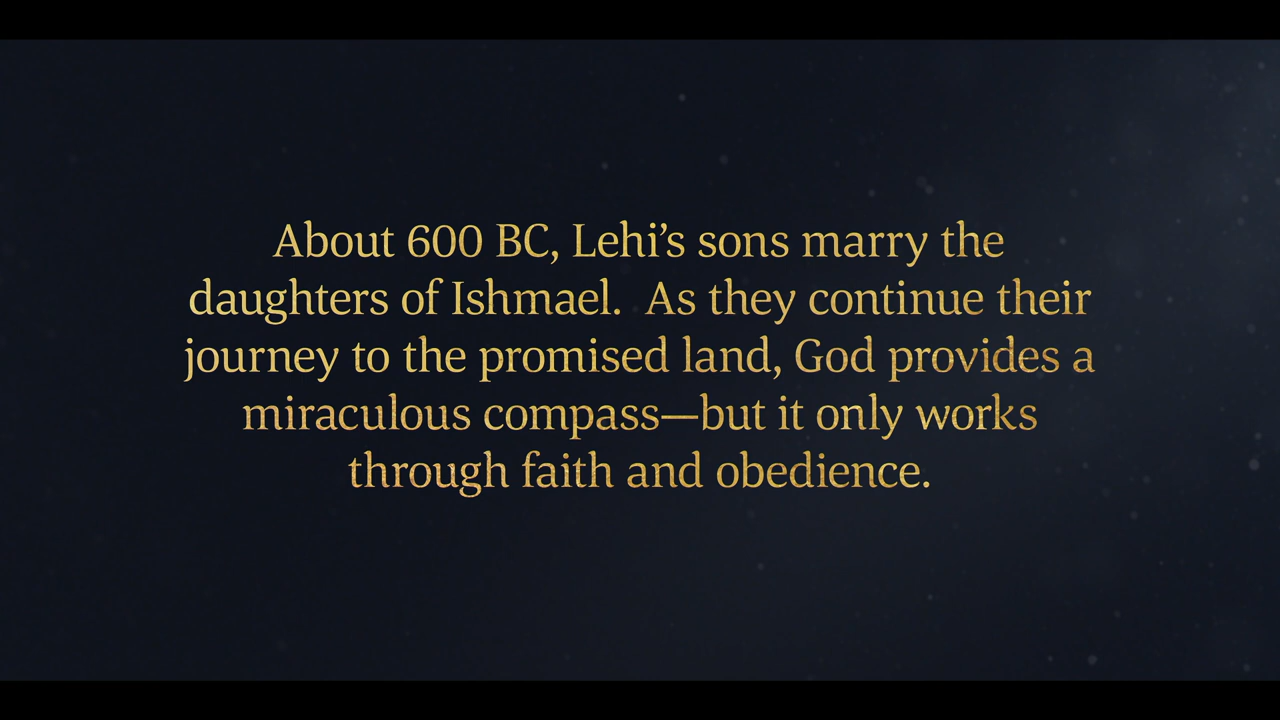 About 600 BC, Lehi’s sons marry the
daughters of Ishmael.  As they continue their
journey to the promised land, God provides a
miraculous compass—but it only works
through faith and obedience.